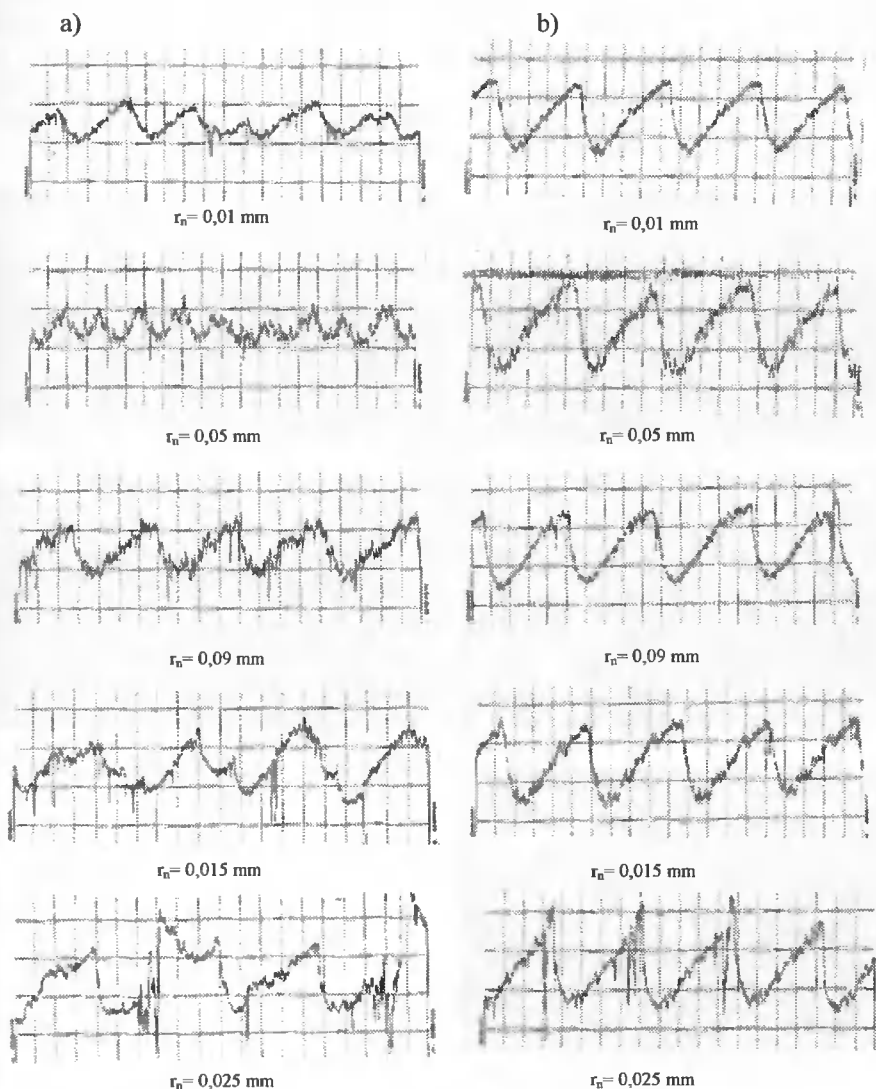 a)
b)
rₙ= 0,01 mm
rₙ= 0,01 mm
rₙ= 0,05 mm
rₙ= 0,05 mm
rₙ= 0,09 mm
rₙ= 0,09 mm
rₙ= 0,015 mm
rₙ= 0,015 mm
rₙ= 0,025 mm
rₙ= 0,025 mm